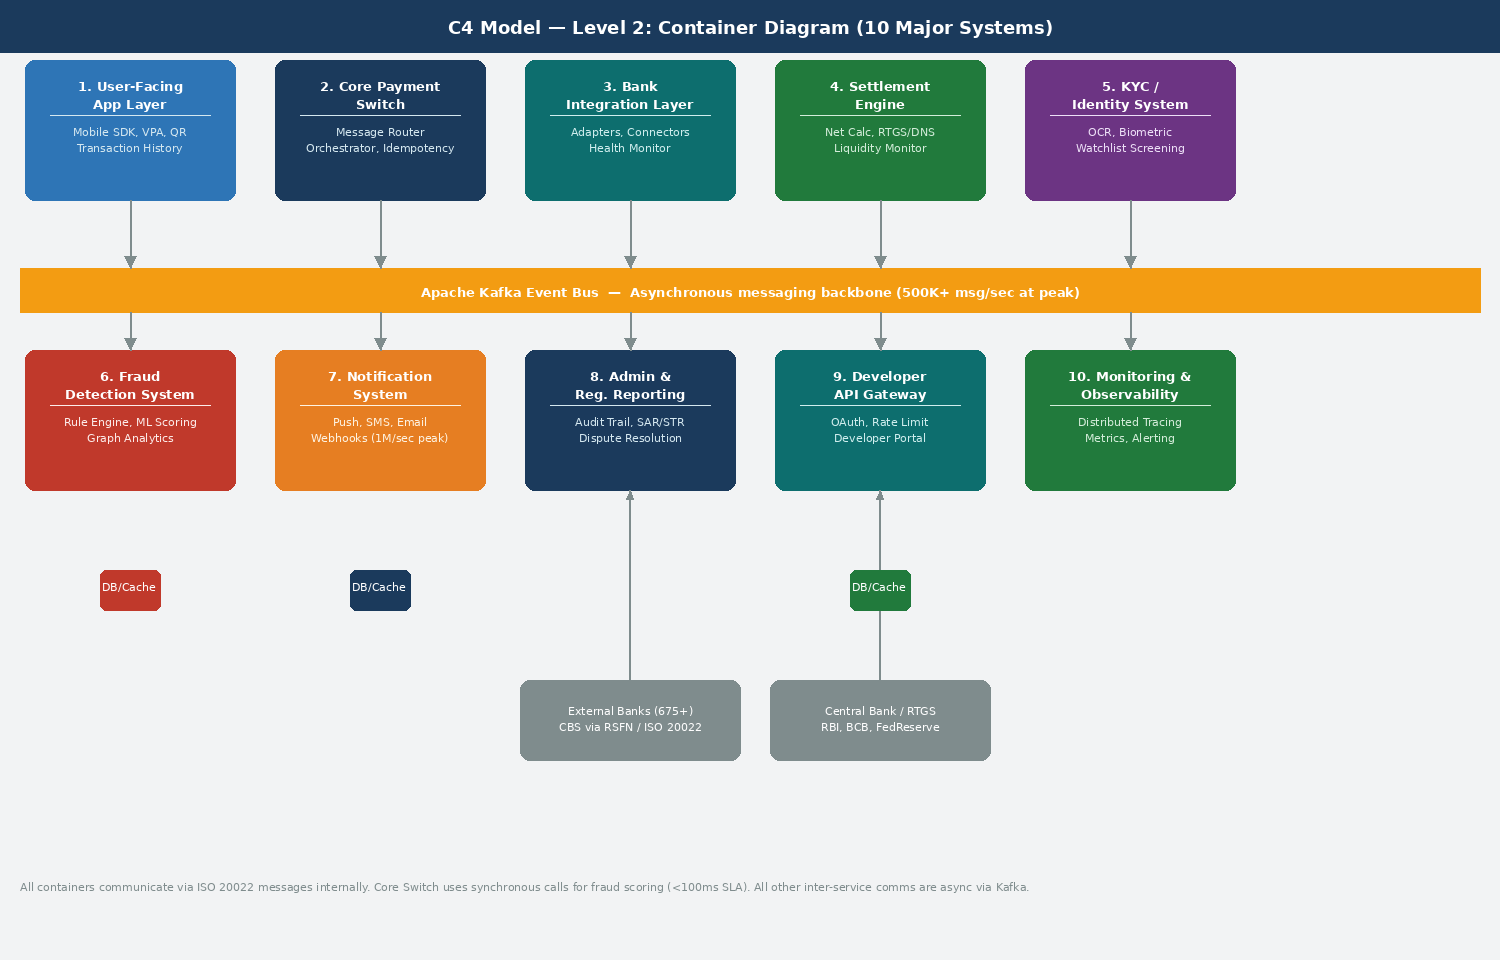 C4 Model — Level 2: Container Diagram (10 Major Systems)
1. User-Facing
App Layer
Mobile SDK, VPA, QR
Transaction History
2. Core Payment
Switch
Message Router
Orchestrator, Idempotency
3. Bank
Integration Layer
Adapters, Connectors
Health Monitor
4. Settlement
Engine
Net Calc, RTGS/DNS
Liquidity Monitor
5. KYC /
Identity System
OCR, Biometric
Watchlist Screening
Apache Kafka Event Bus — Asynchronous messaging backbone (500K+ msg/sec at peak)
6. Fraud
Detection System
Rule Engine, ML Scoring
Graph Analytics
7. Notification
System
Push, SMS, Email
Webhooks (1M/sec peak)
8. Admin &
Reg. Reporting
Audit Trail, SAR/STR
Dispute Resolution
9. Developer
API Gateway
OAuth, Rate Limit
Developer Portal
10. Monitoring &
Observability
Distributed Tracing
Metrics, Alerting
DB/Cache
DB/Cache
DB/Cache
External Banks (675+)
CBS via RSFN / ISO 20022
Central Bank / RTGS
RBI, BCB, FedReserve
All containers communicate via ISO 20022 messages internally. Core Switch uses synchronous calls for fraud scoring (<100ms SLA). All other inter-service comms are async via Kafka.